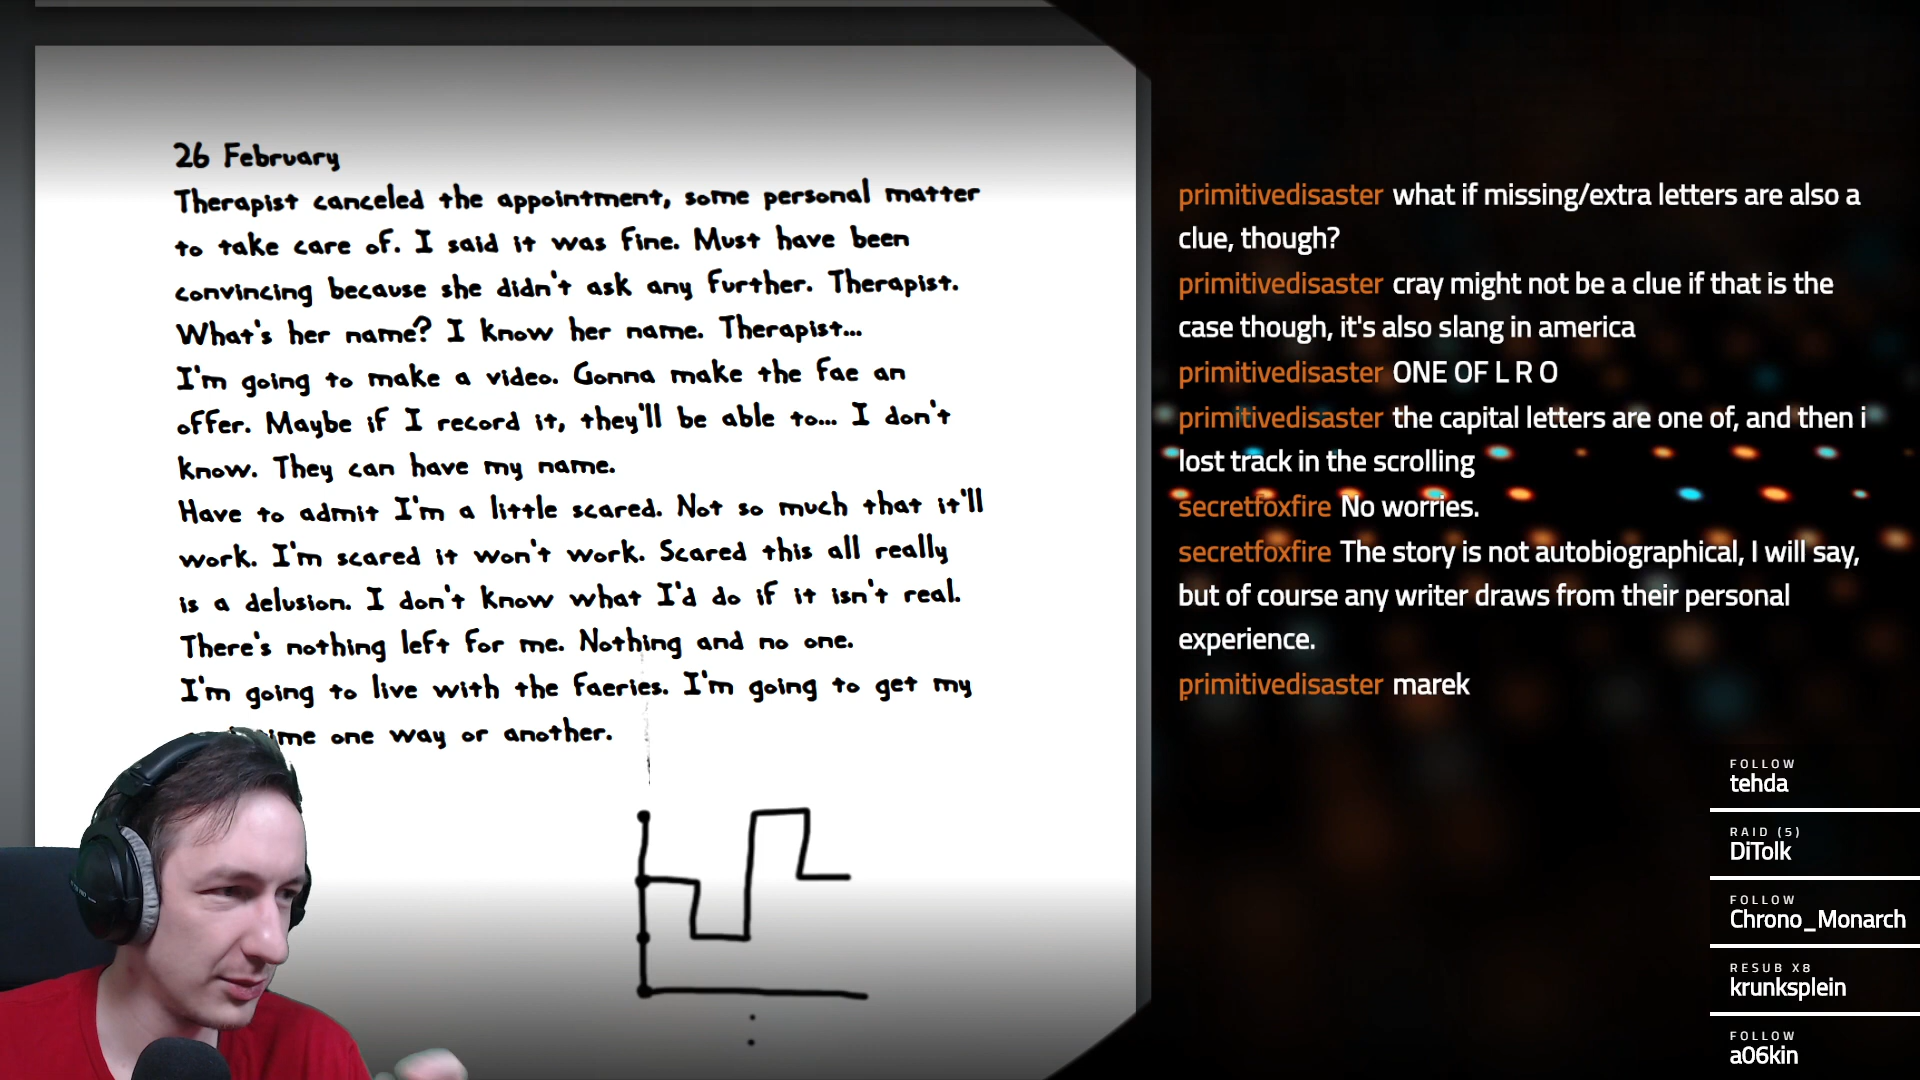 26 February
Therapist canceled the appointment, some personal matter
to take care of. I said it was fine. Must have been
convincing because she didn't ask any further. Therapist.
What's her name? I know her name. Therapist...
I'm going to make a video. Gonna make the Fae an
offer. Maybe if I record it, they'll be able to... I don't
know. They can have my name.
Have to admit I'm a little scared. Not so much that it'll
work. I'm scared it won't work. Scared this all really
is a delusion. I don't know what I'd do if it isn't real.
There's nothing left for me. Nothing and no one.
I'm going to live with the Faeries. I'm going to get my
one way or another.
primitivedisaster what if missing/extra letters are also a
clue, though?
primitivedisaster cray might not be a clue if that is the
case though, it's also slang in america
primitivedisaster ONE OF L R O
primitivedisaster the capital letters are one of, and then i
lost track in the scrolling
secretfoxfire No worries.
secretfoxfire The story is not autobiographical, I will say,
but of course any writer draws from their personal
experience.
primitivedisaster marek
FOLLOW
tehda
RAID (5)
DiTolk
FOLLOW
Chrono_Monarch
RESUB X8
krunksplein
FOLLOW
a06kin